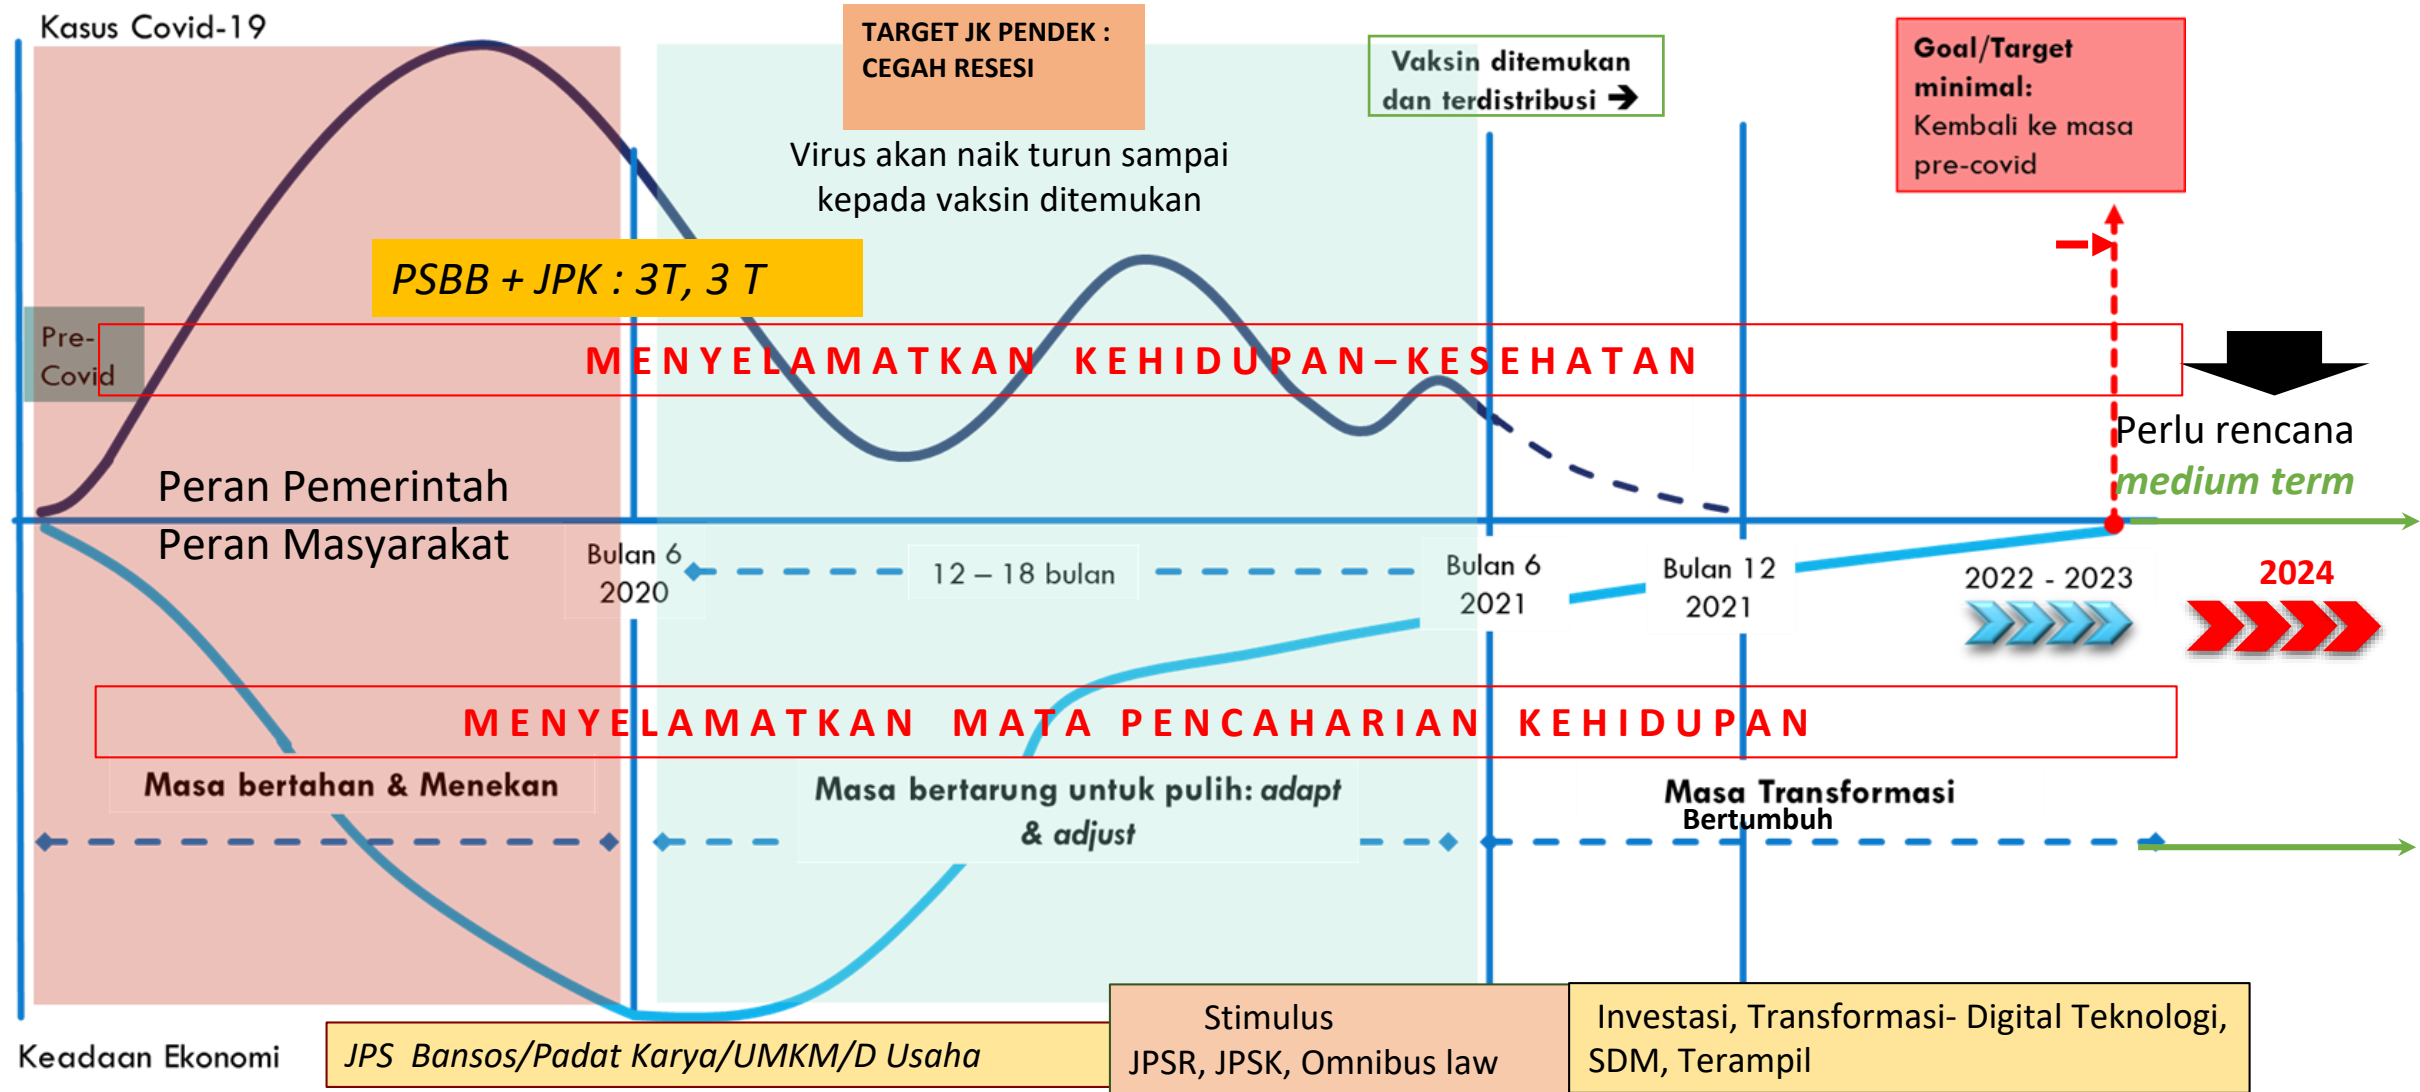 Kasus Covid-19
TARGET JK PENDEK :
CEGAH RESESI
Vaksin ditemukan
dan terdistribusi ➔
Goal/Target
minimal:
Kembali ke masa
pre-covid
Virus akan naik turun sampai
kepada vaksin ditemukan
PSBB + JPK : 3T, 3 T
Pre-
Covid
MENYELAMATKAN KEHIDUPAN–KESEHATAN
Perlu rencana
medium term
Peran Pemerintah
Peran Masyarakat
Bulan 6
2020
12 – 18 bulan
Bulan 6
2021
Bulan 12
2021
2022 - 2023
2024
MENYELAMATKAN MATA PENCAHARIAN KEHIDUPAN
Masa bertahan & Menekan
Masa bertarung untuk pulih: adapt
& adjust
Masa Transformasi
Bertumbuh
Keadaan Ekonomi
JPS Bansos/Padat Karya/UMKM/D Usaha
Stimulus
JPSR, JPSK, Omnibus law
Investasi, Transformasi- Digital Teknologi,
SDM, Terampil